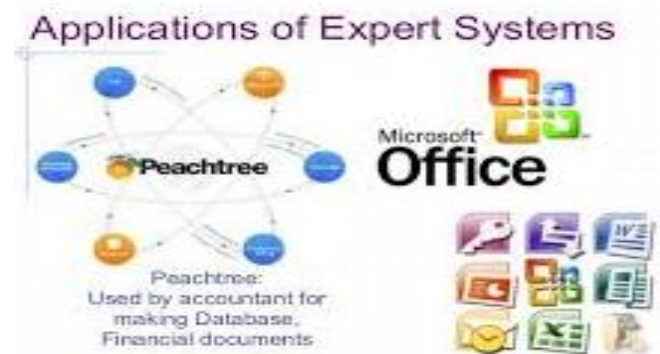 Applications of Expert Systems
Peachtree
Microsoft
Office
Peachtree:
Used by accountant for
making Database,
Financial documents